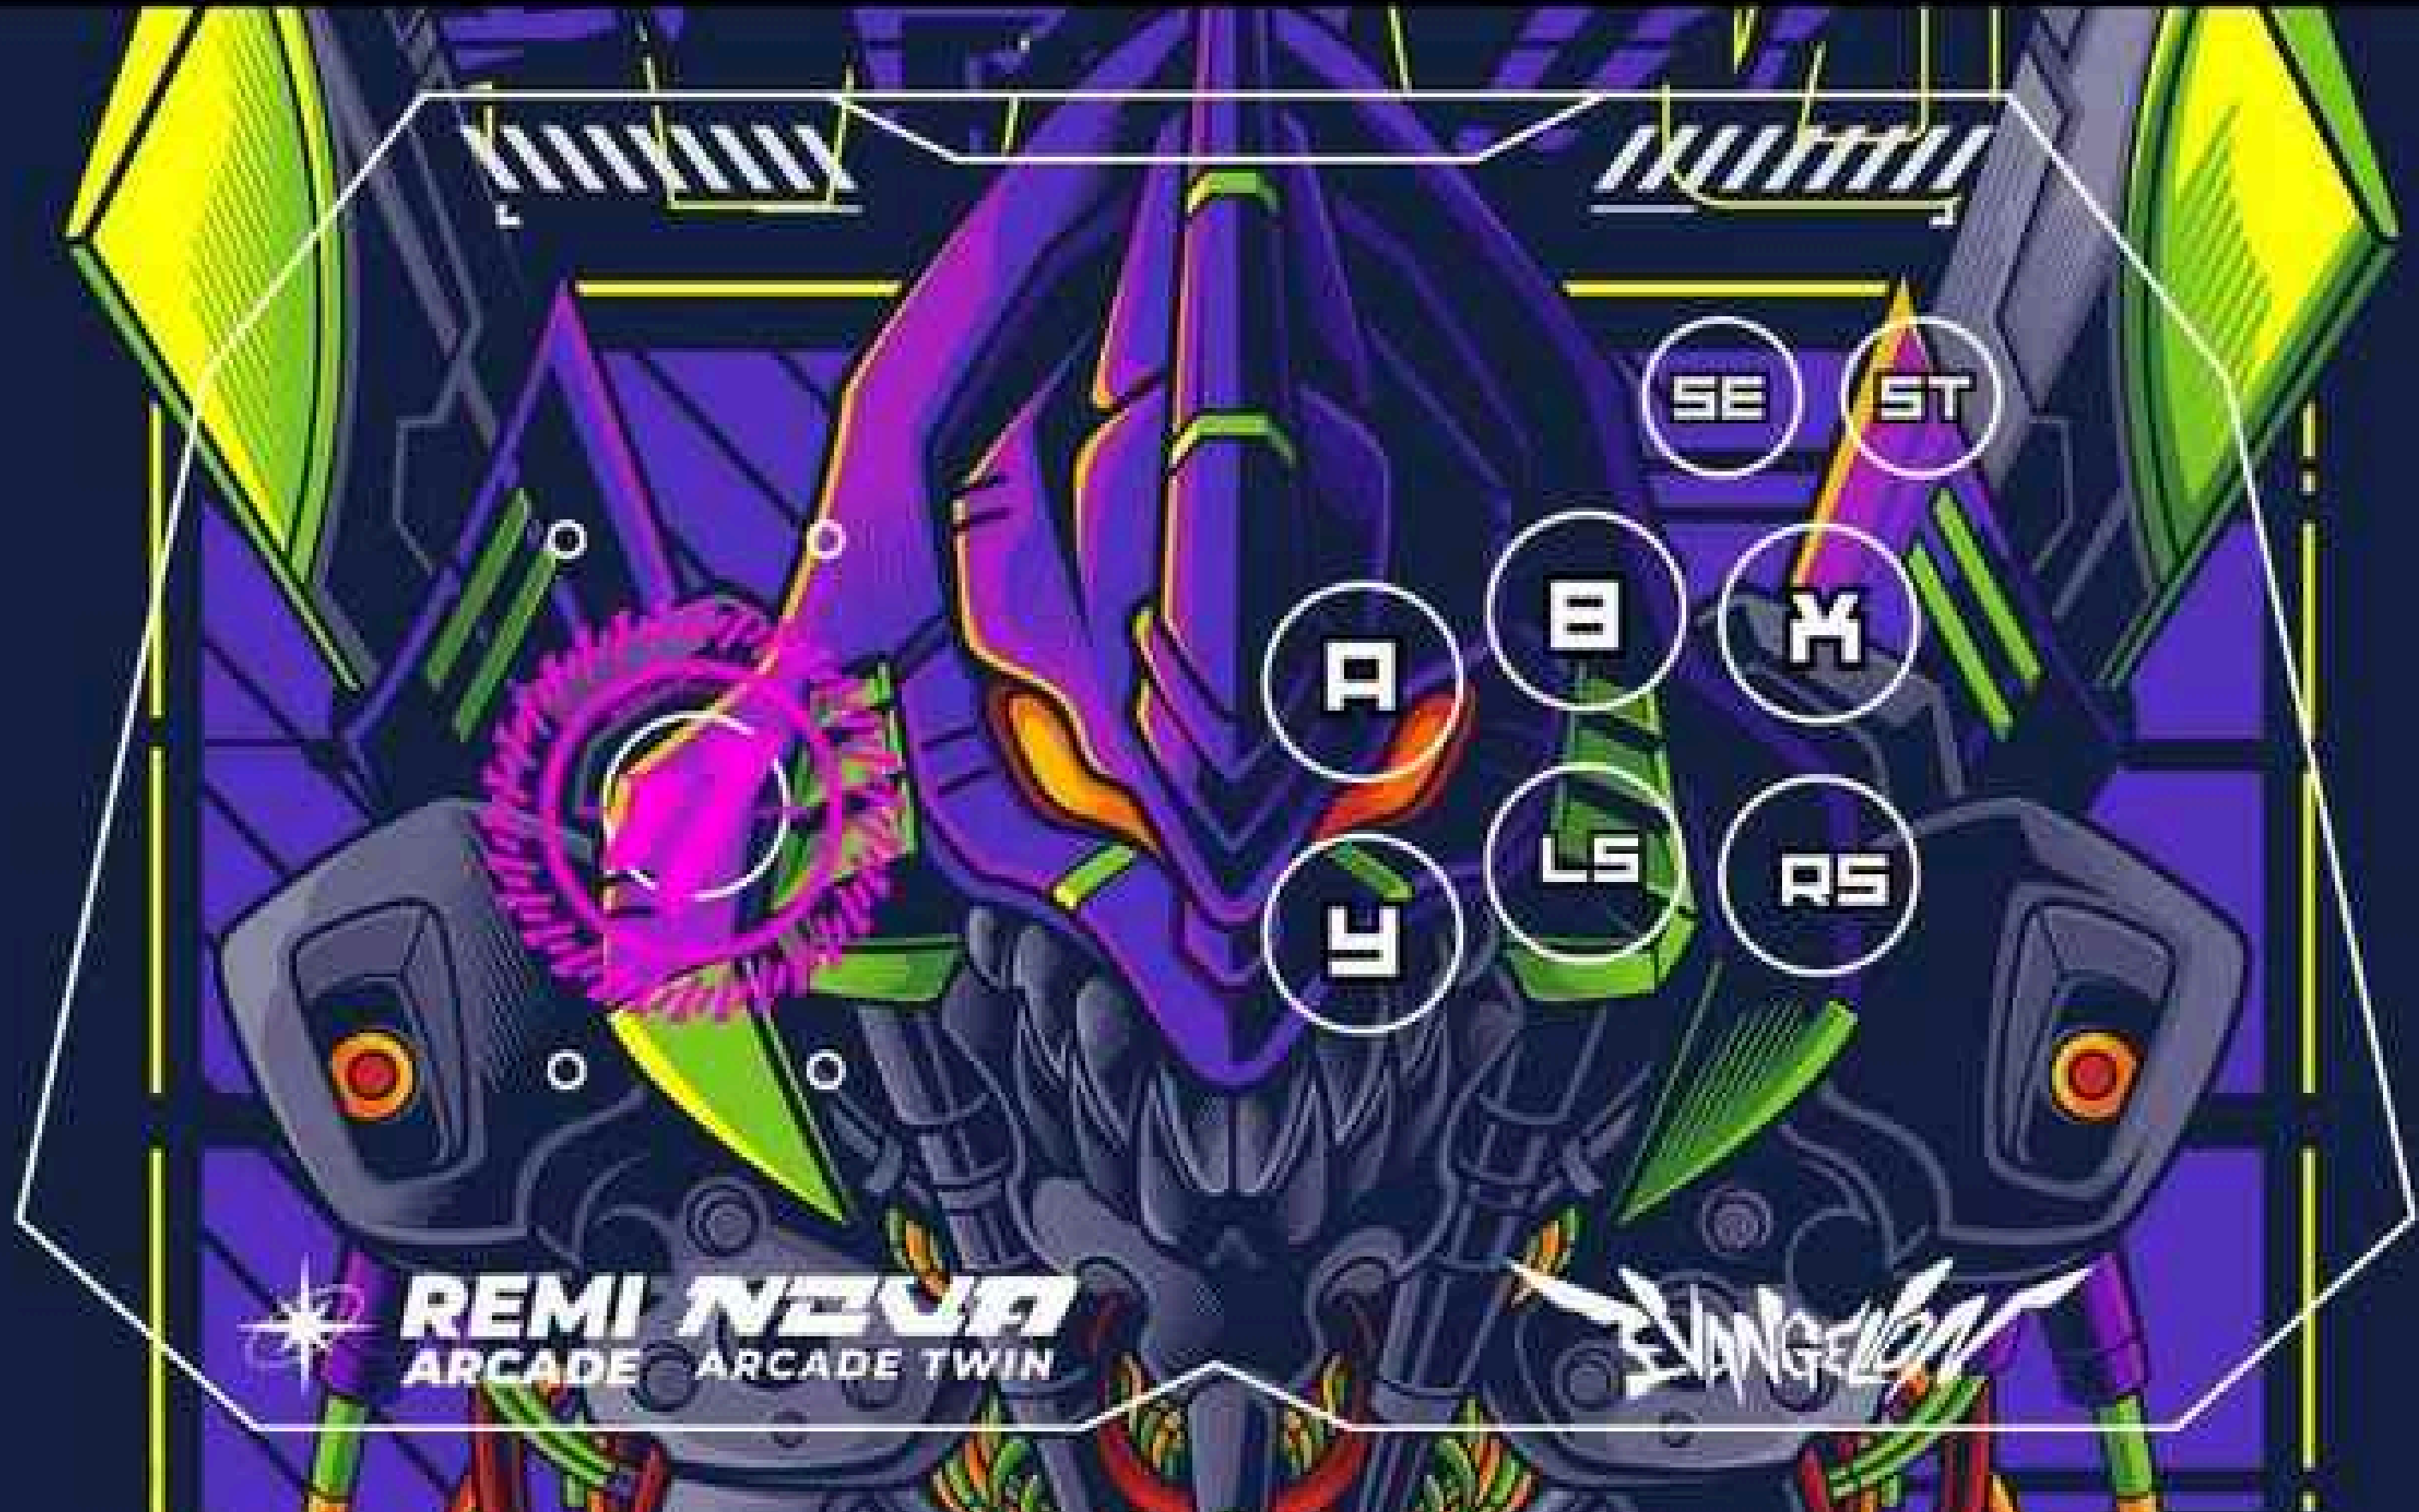 SE ST
A B X
Y LS RS
REMI ARCADE
NOVA ARCADE TWIN
EVANGELION